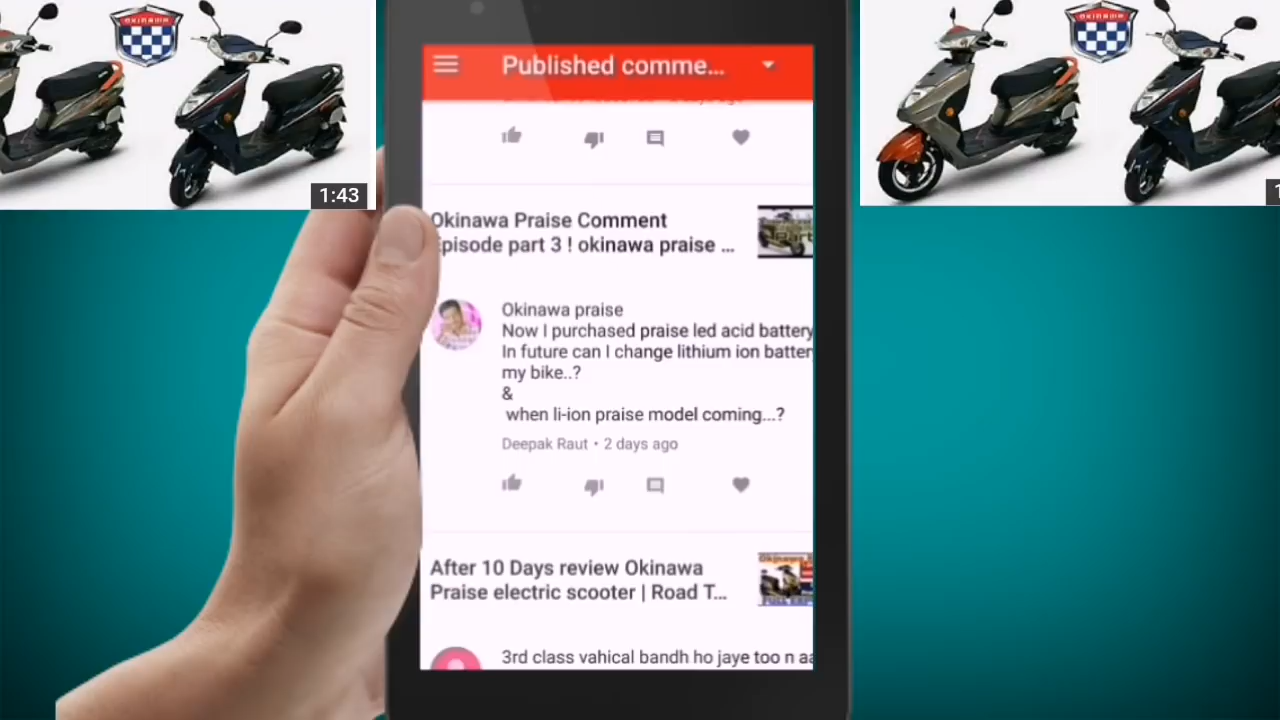 OKINAWA
1:43
OKINAWA
Published comme...
Okinawa Praise Comment
Episode part 3 ! okinawa praise ...
Okinawa praise
Now I purchased praise led acid battery
In future can I change lithium ion batter
my bike..?
&
when li-ion praise model coming...?
Deepak Raut • 2 days ago
After 10 Days review Okinawa
Praise electric scooter | Road T...
3rd class vahical bandh ho jaye too n aa